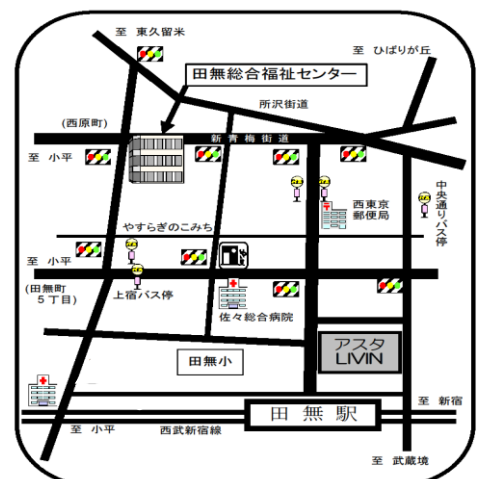 至 東久留米
至 ひばりが丘
田無総合福祉センター
所沢街道
(西原町)
新青梅街道
至 小平
中央通りバス停
西東京
郵便局
やすらぎのこみち
至 小平
(田無町
５丁目)
上宿バス停
佐々総合病院
田無小
アスタ
LIVIN
田 無 駅
至 新宿
至 小平
西武新宿線
至 武蔵境